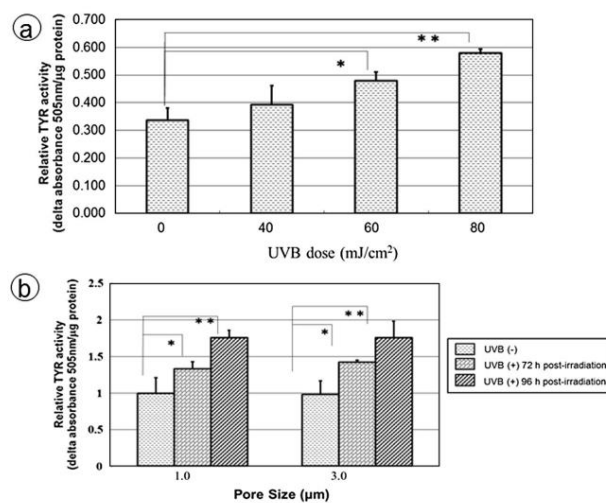 a
Relative TYR activity
(delta absorbance 505nm/µg protein)
0.700
0.600
0.500
0.400
0.300
0.200
0.100
0.000
**
*
0 40 60 80
UVB dose (mJ/cm²)
b
Relative TYR activity
(delta absorbance 505nm/µg protein)
2.5
2
1.5
1
0.5
0
** **
* *
1.0 3.0
Pore Size (µm)
UVB (-)
UVB (+) 72 h post-irradiation
UVB (+) 96 h post-irradiation